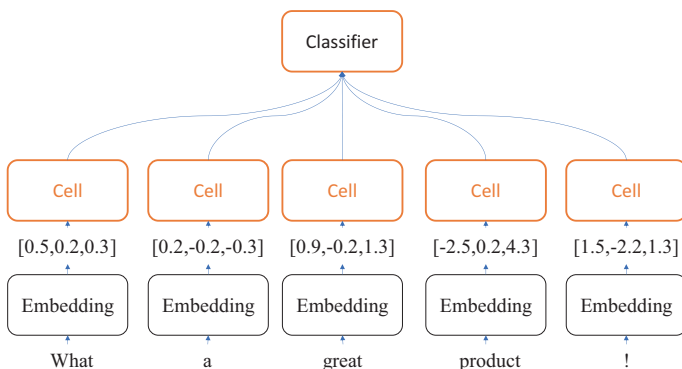 Classifier
Cell Cell Cell Cell Cell
[0.5,0.2,0.3] [0.2,-0.2,-0.3] [0.9,-0.2,1.3] [-2.5,0.2,4.3] [1.5,-2.2,1.3]
Embedding Embedding Embedding Embedding Embedding
What a great product !